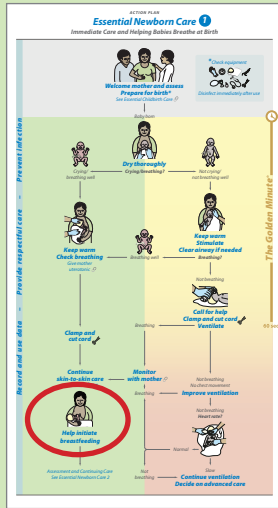 ACTION PLAN
Essential Newborn Care 1
Immediate Care and Helping Babies Breathe at Birth
Welcome mother and assess
Prepare for birth*
See Essential Childbirth Care
*Check equipment
Disinfect immediately after use
Baby born
Dry thoroughly
Crying/
breathing well
Crying/breathing?
Not crying/
not breathing well
Keep warm
Check breathing
Give mother
uterotonic
Breathing well
Keep warm
Stimulate
Clear airway if needed
Breathing?
Not breathing
Call for help
Clamp and cut cord
Ventilate
Breathing
60 sec
Clamp and
cut cord
Continue
skin-to-skin care
Monitor
with mother
Not breathing
No chest movement
Breathing
Improve ventilation
Not breathing
Heart rate?
Help initiate
breastfeeding
Normal
Assessment and Continuing Care
See Essential Newborn Care 2
Not
breathing
Slow
Continue ventilation
Decide on advanced care
Prevent infection
Provide respectful care
Record and use data
The Golden Minute